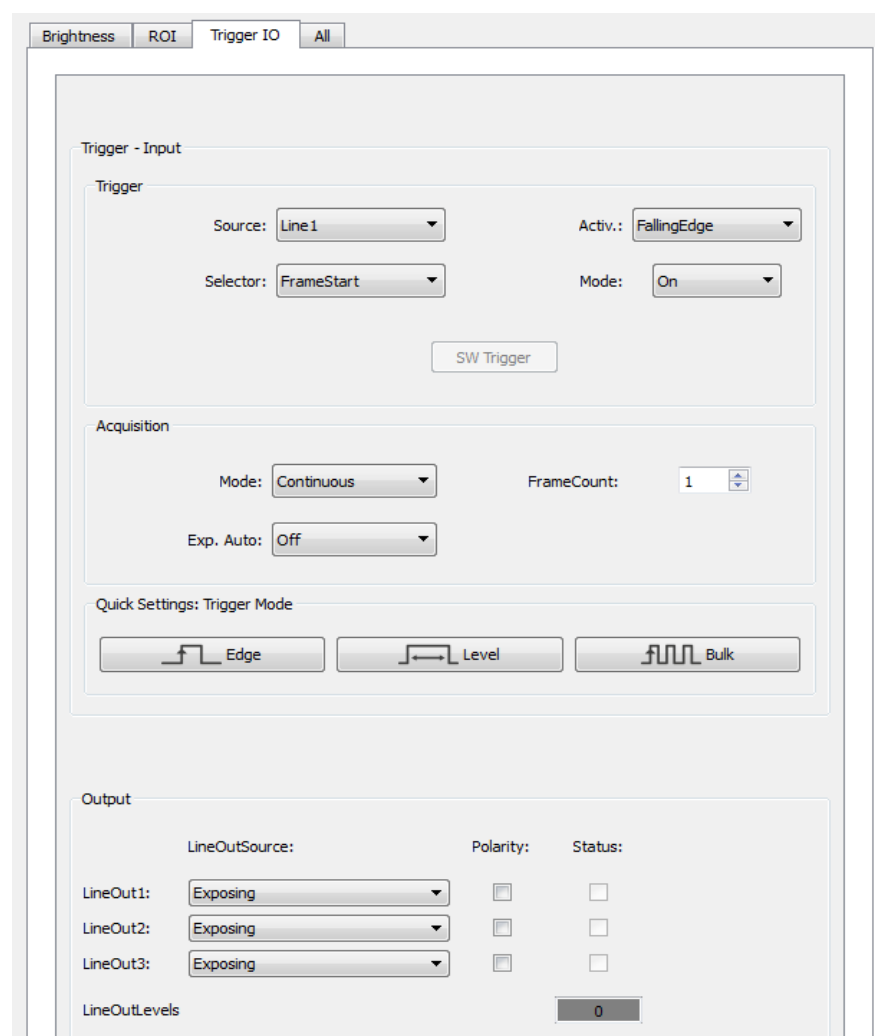 Brightness ROI Trigger IO All
Trigger - Input
Trigger
Source: Line1 Activ.: FallingEdge
Selector: FrameStart Mode: On
SW Trigger
Acquisition
Mode: Continuous FrameCount: 1
Exp. Auto: Off
Quick Settings: Trigger Mode
Edge Level Bulk
Output
LineOutSource: Polarity: Status:
LineOut1: Exposing
LineOut2: Exposing
LineOut3: Exposing
LineOutLevels 0